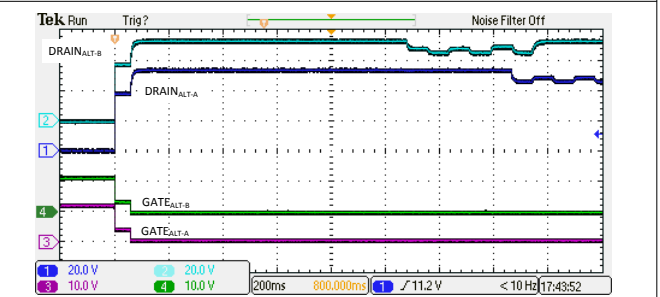 Tek Run Trig? Noise Filter Off
DRAINALT-B
DRAINALT-A
2
1
GATEALT-B
4
GATEALT-A
3
1 20.0 V 2 20.0 V
3 10.0 V 4 10.0 V
200ms 800.000ms 1 ∫ 11.2 V < 10 Hz 17:43:52